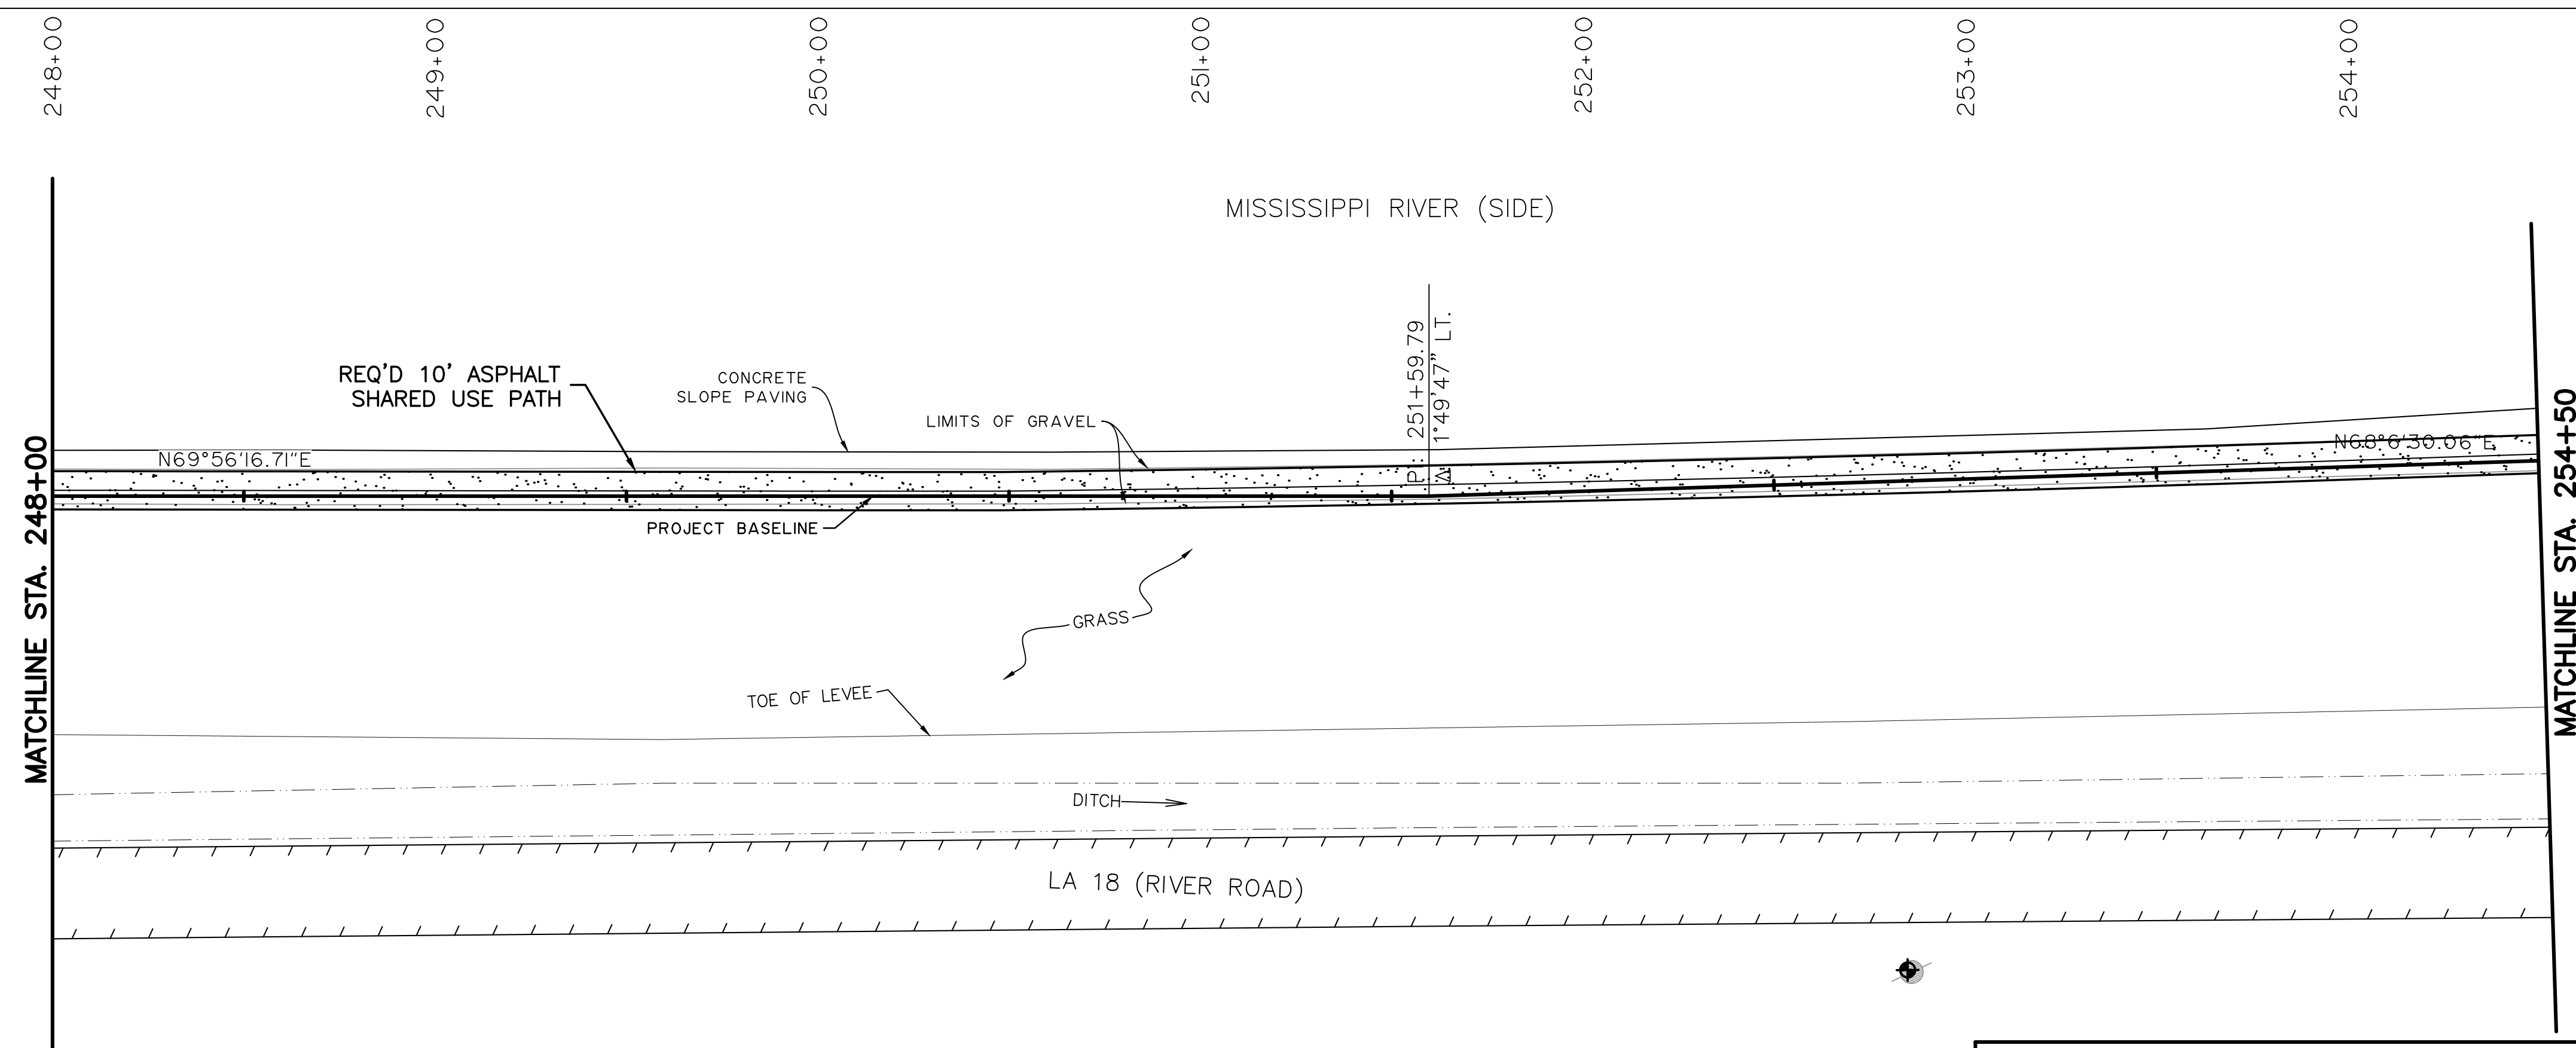 248+00
249+00
250+00
251+00
252+00
253+00
254+00
MISSISSIPPI RIVER (SIDE)
REQ'D 10' ASPHALT
SHARED USE PATH
CONCRETE
SLOPE PAVING
LIMITS OF GRAVEL
PI: 251+59.79
Δ: 1°49'47" LT.
N69°56'16.71"E
N68°6'30.06"E
MATCHLINE STA. 248+00
MATCHLINE STA. 254+50
PROJECT BASELINE
GRASS
TOE OF LEVEE
DITCH
LA 18 (RIVER ROAD)